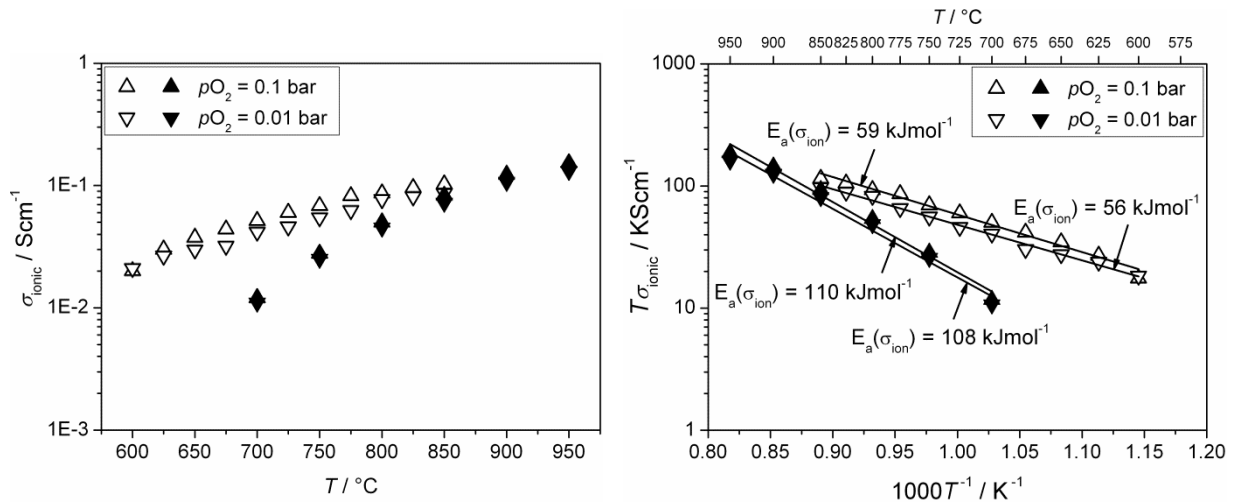 1
1E-1
1E-2
1E-3
σionic / Scm⁻¹
pO₂ = 0.1 bar
pO₂ = 0.01 bar
600 650 700 750 800 850 900 950
T / °C
T / °C
950 900 850 825 800 775 750 725 700 675 650 625 600 575
1000
100
10
1
Tσionic / KScm⁻¹
pO₂ = 0.1 bar
pO₂ = 0.01 bar
Eₐ(σion) = 59 kJmol⁻¹
Eₐ(σion) = 56 kJmol⁻¹
Eₐ(σion) = 110 kJmol⁻¹
Eₐ(σion) = 108 kJmol⁻¹
0.80 0.85 0.90 0.95 1.00 1.05 1.10 1.15 1.20
1000T⁻¹ / K⁻¹